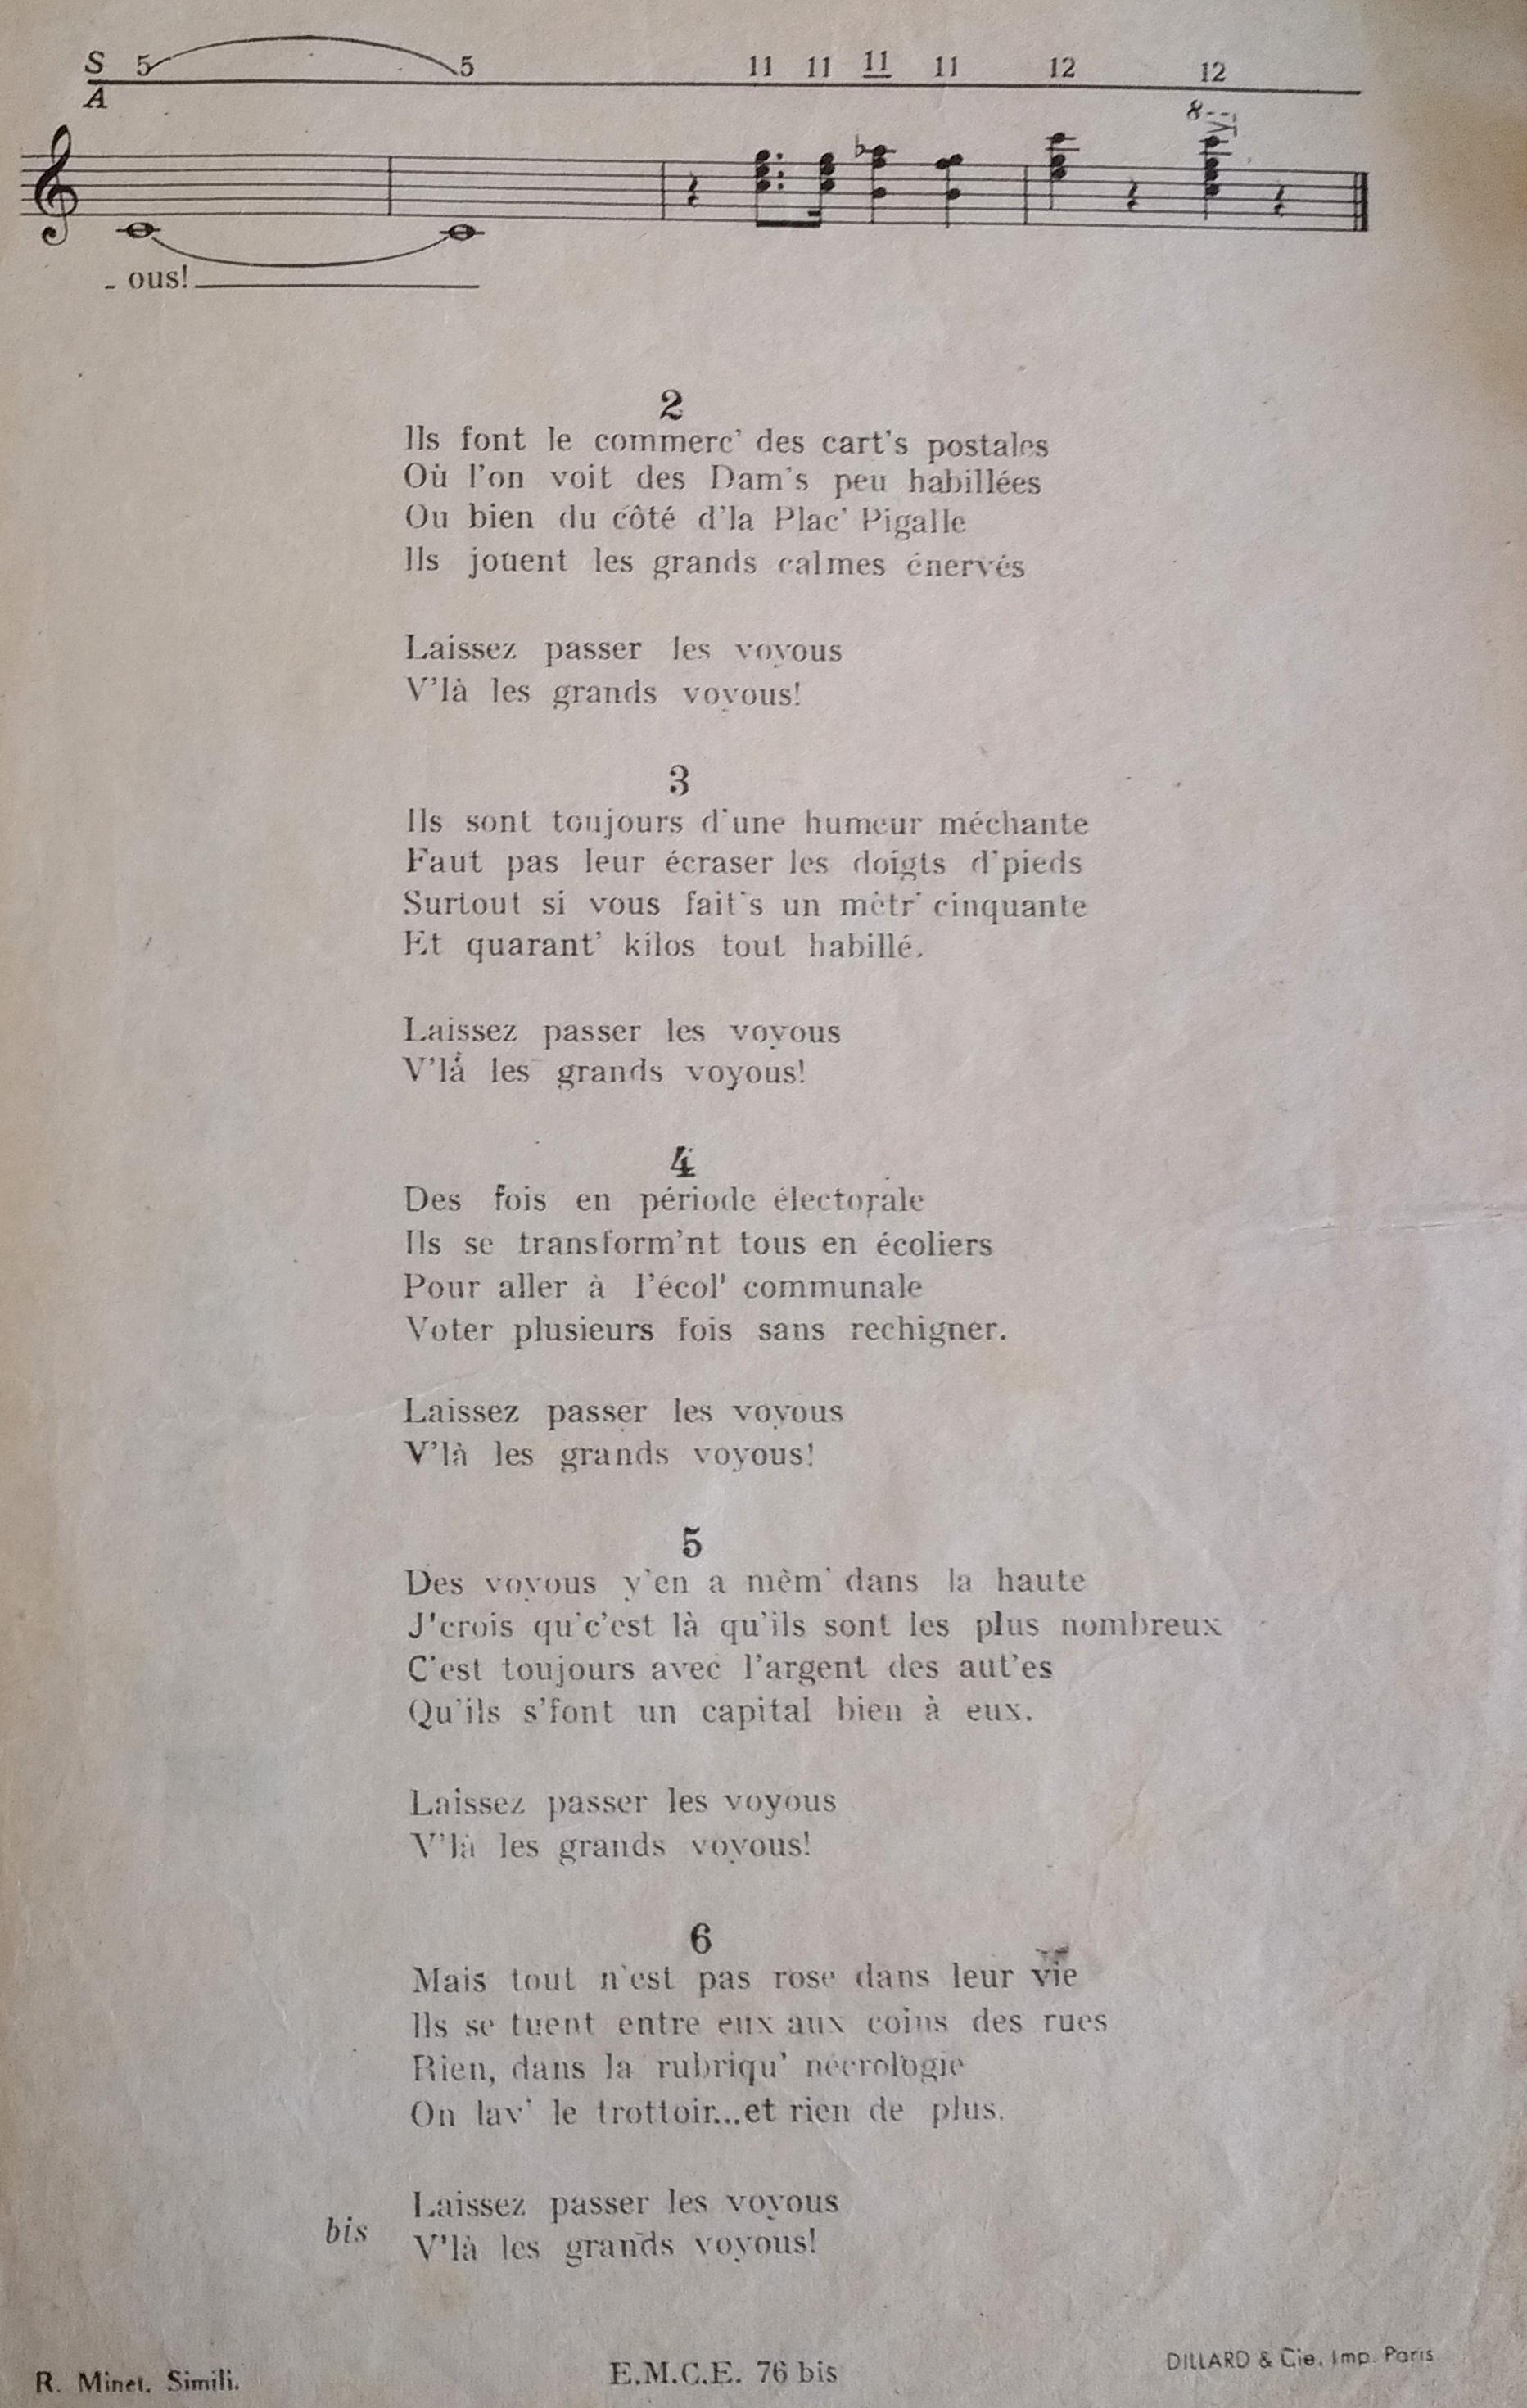 S 5 5 11 11 11 11 12 12
A
8
- ous!
2
Ils font le commerc' des cart's postales
Où l'on voit des Dam's peu habillées
Ou bien du côté d'la Plac' Pigalle
Ils jouent les grands calmes énervés
Laissez passer les voyous
V'là les grands voyous!
3
Ils sont toujours d'une humeur méchante
Faut pas leur écraser les doigts d'pieds
Surtout si vous fait's un mètr' cinquante
Et quarant' kilos tout habillé.
Laissez passer les voyous
V'là les grands voyous!
4
Des fois en période électorale
Ils se transform'nt tous en écoliers
Pour aller à l'écol' communale
Voter plusieurs fois sans rechigner.
Laissez passer les voyous
V'là les grands voyous!
5
Des voyous y'en a mêm' dans la haute
J'crois qu'c'est là qu'ils sont les plus nombreux
C'est toujours avec l'argent des aut'es
Qu'ils s'font un capital bien à eux.
Laissez passer les voyous
V'là les grands voyous!
6
Mais tout n'est pas rose dans leur vie
Ils se tuent entre eux aux coins des rues
Rien, dans la rubriqu' nécrologie
On lav' le trottoir...et rien de plus.
Laissez passer les voyous
bis
V'là les grands voyous!
R. Minet. Simili.
E.M.C.E. 76 bis
DILLARD & Cie. Imp. Paris